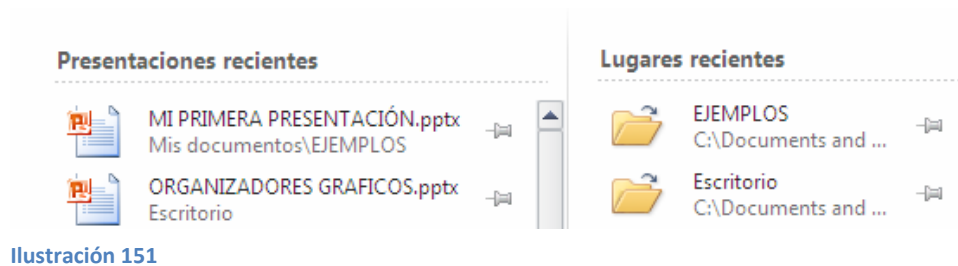 Presentaciones recientes
MI PRIMERA PRESENTACIÓN.pptx
Mis documentos\EJEMPLOS
ORGANIZADORES GRAFICOS.pptx
Escritorio
Lugares recientes
EJEMPLOS
C:\Documents and ...
Escritorio
C:\Documents and ...
Ilustración 151